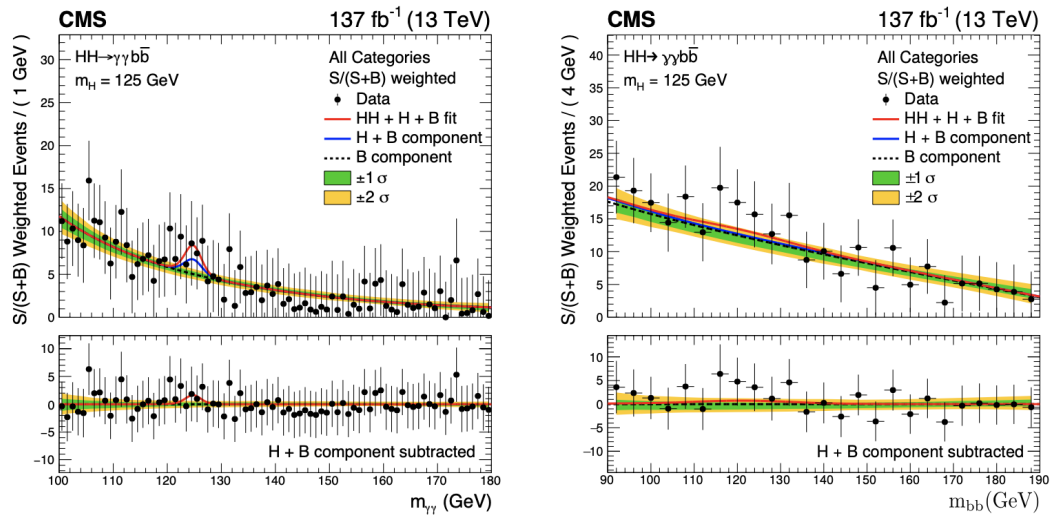 CMS 137 fb⁻¹ (13 TeV)
S/(S+B) Weighted Events / ( 1 GeV )
HH→γγbb̄
m_H = 125 GeV
All Categories
S/(S+B) weighted
Data
HH + H + B fit
H + B component
B component
±1 σ
±2 σ
30
25
20
15
10
5
0
10
5
0
−5
−10
H + B component subtracted
100 110 120 130 140 150 160 170 180
m_γγ (GeV)
CMS 137 fb⁻¹ (13 TeV)
S/(S+B) Weighted Events / ( 4 GeV )
HH→ γγbb̄
m_H = 125 GeV
All Categories
S/(S+B) weighted
Data
HH + H + B fit
H + B component
B component
±1 σ
±2 σ
40
35
30
25
20
15
10
5
0
10
5
0
−5
−10
H + B component subtracted
90 100 110 120 130 140 150 160 170 180 190
m_bb(GeV)